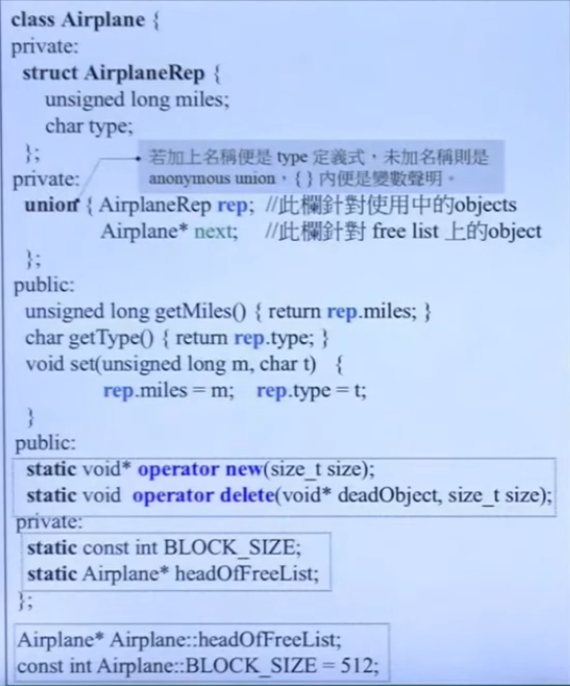 class Airplane {
private:
struct AirplaneRep {
unsigned long miles;
char type;
};
若加上名稱便是 type 定義式，未加名稱則是
anonymous union，{ } 內便是變數聲明。
private:
union { AirplaneRep rep; //此欄針對使用中的objects
Airplane* next; //此欄針對 free list 上的object
};
public:
unsigned long getMiles() { return rep.miles; }
char getType() { return rep.type; }
void set(unsigned long m, char t) {
rep.miles = m; rep.type = t;
}
public:
static void* operator new(size_t size);
static void operator delete(void* deadObject, size_t size);
private:
static const int BLOCK_SIZE;
static Airplane* headOfFreeList;
};
Airplane* Airplane::headOfFreeList;
const int Airplane::BLOCK_SIZE = 512;